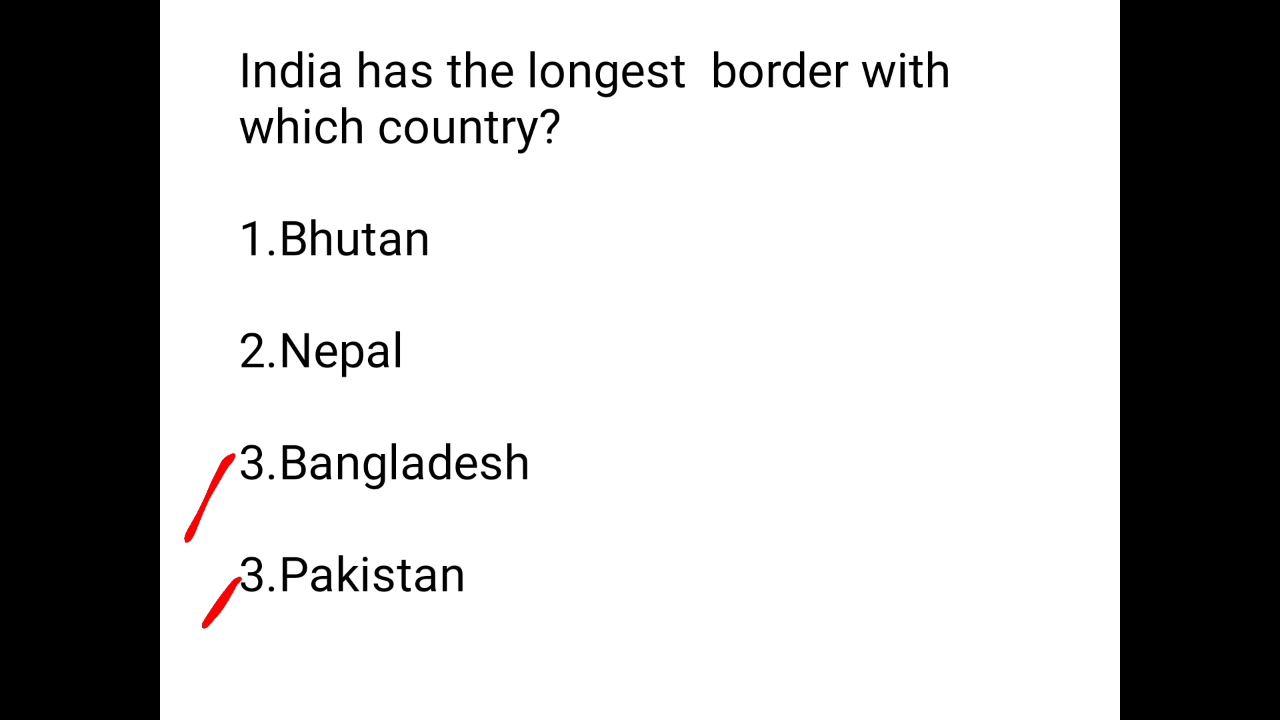 India has the longest  border with
which country?
1.Bhutan
2.Nepal
3.Bangladesh
3.Pakistan